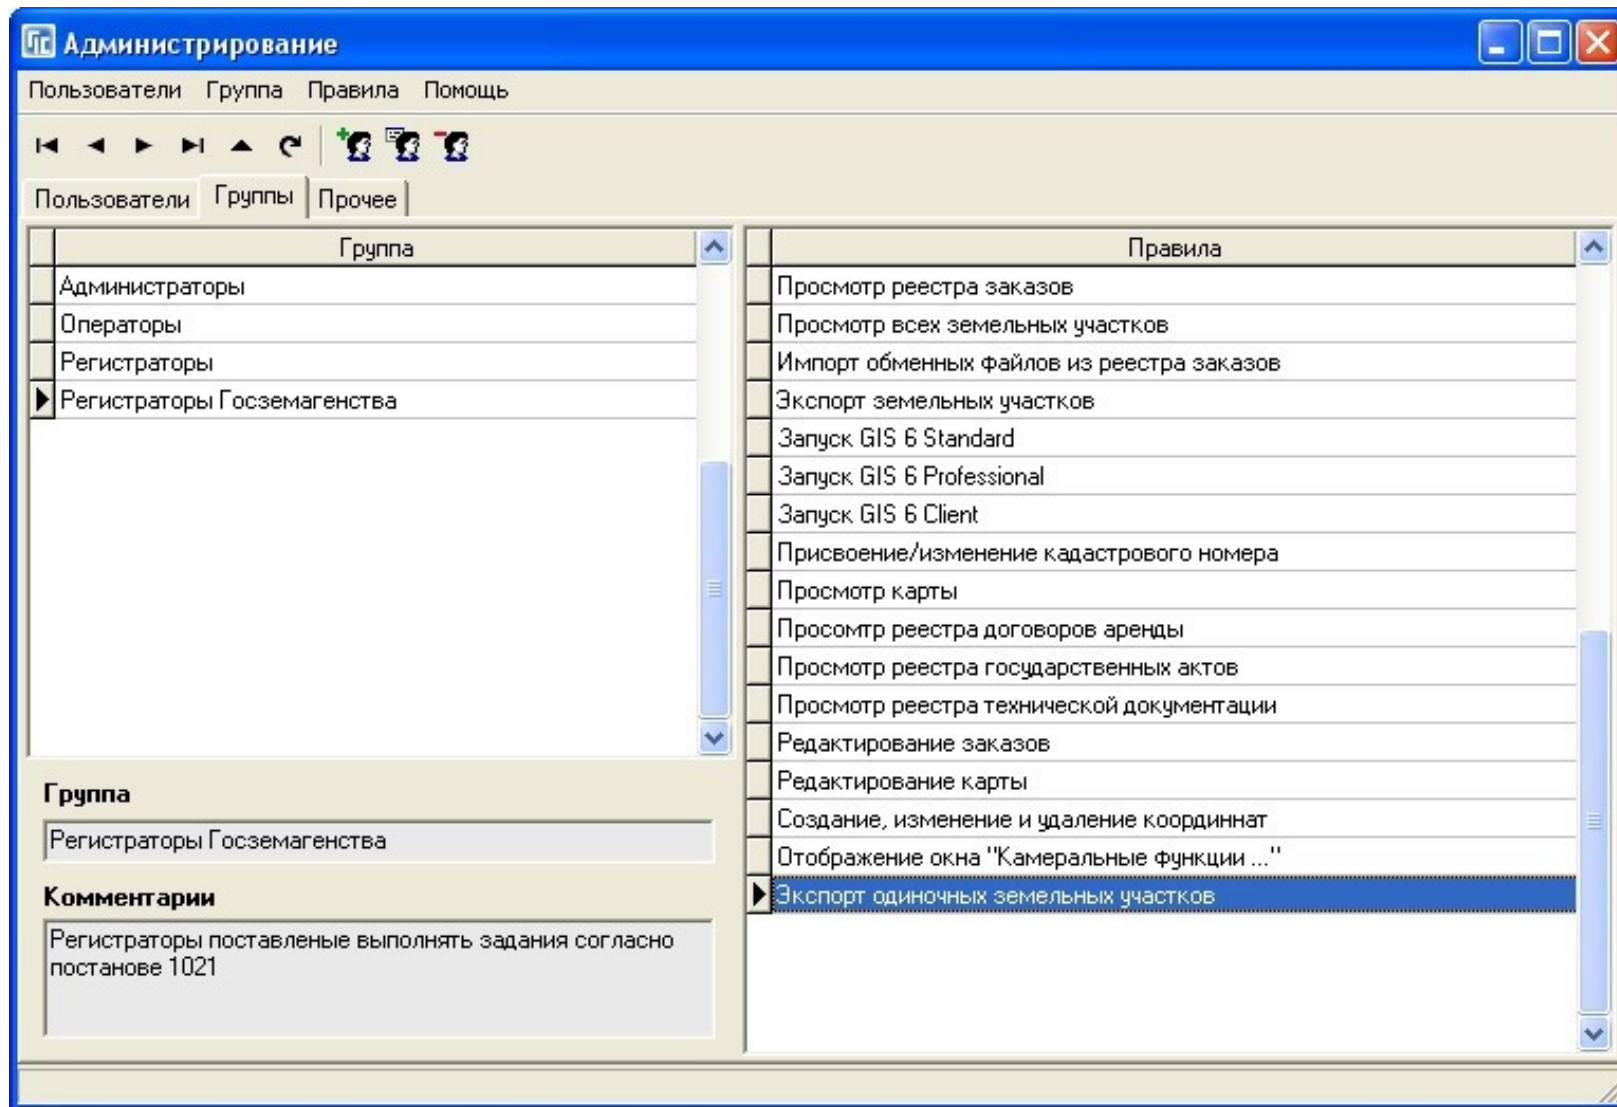 Администрирование
Пользователи Группа Правила Помощь
Пользователи Группы Прочее
Группа
Администраторы
Операторы
Регистраторы
Регистраторы Госземагенства
Группа
Регистраторы Госземагенства
Комментарии
Регистраторы поставленые выполнять задания согласно
постанове 1021
Правила
Просмотр реестра заказов
Просмотр всех земельных участков
Импорт обменных файлов из реестра заказов
Экспорт земельных участков
Запуск GIS 6 Standard
Запуск GIS 6 Professional
Запуск GIS 6 Client
Присвоение/изменение кадастрового номера
Просмотр карты
Просомтр реестра договоров аренды
Просмотр реестра государственных актов
Просмотр реестра технической документации
Редактирование заказов
Редактирование карты
Создание, изменение и удаление координнат
Отображение окна "Камеральные функции ..."
Экспорт одиночных земельных участков